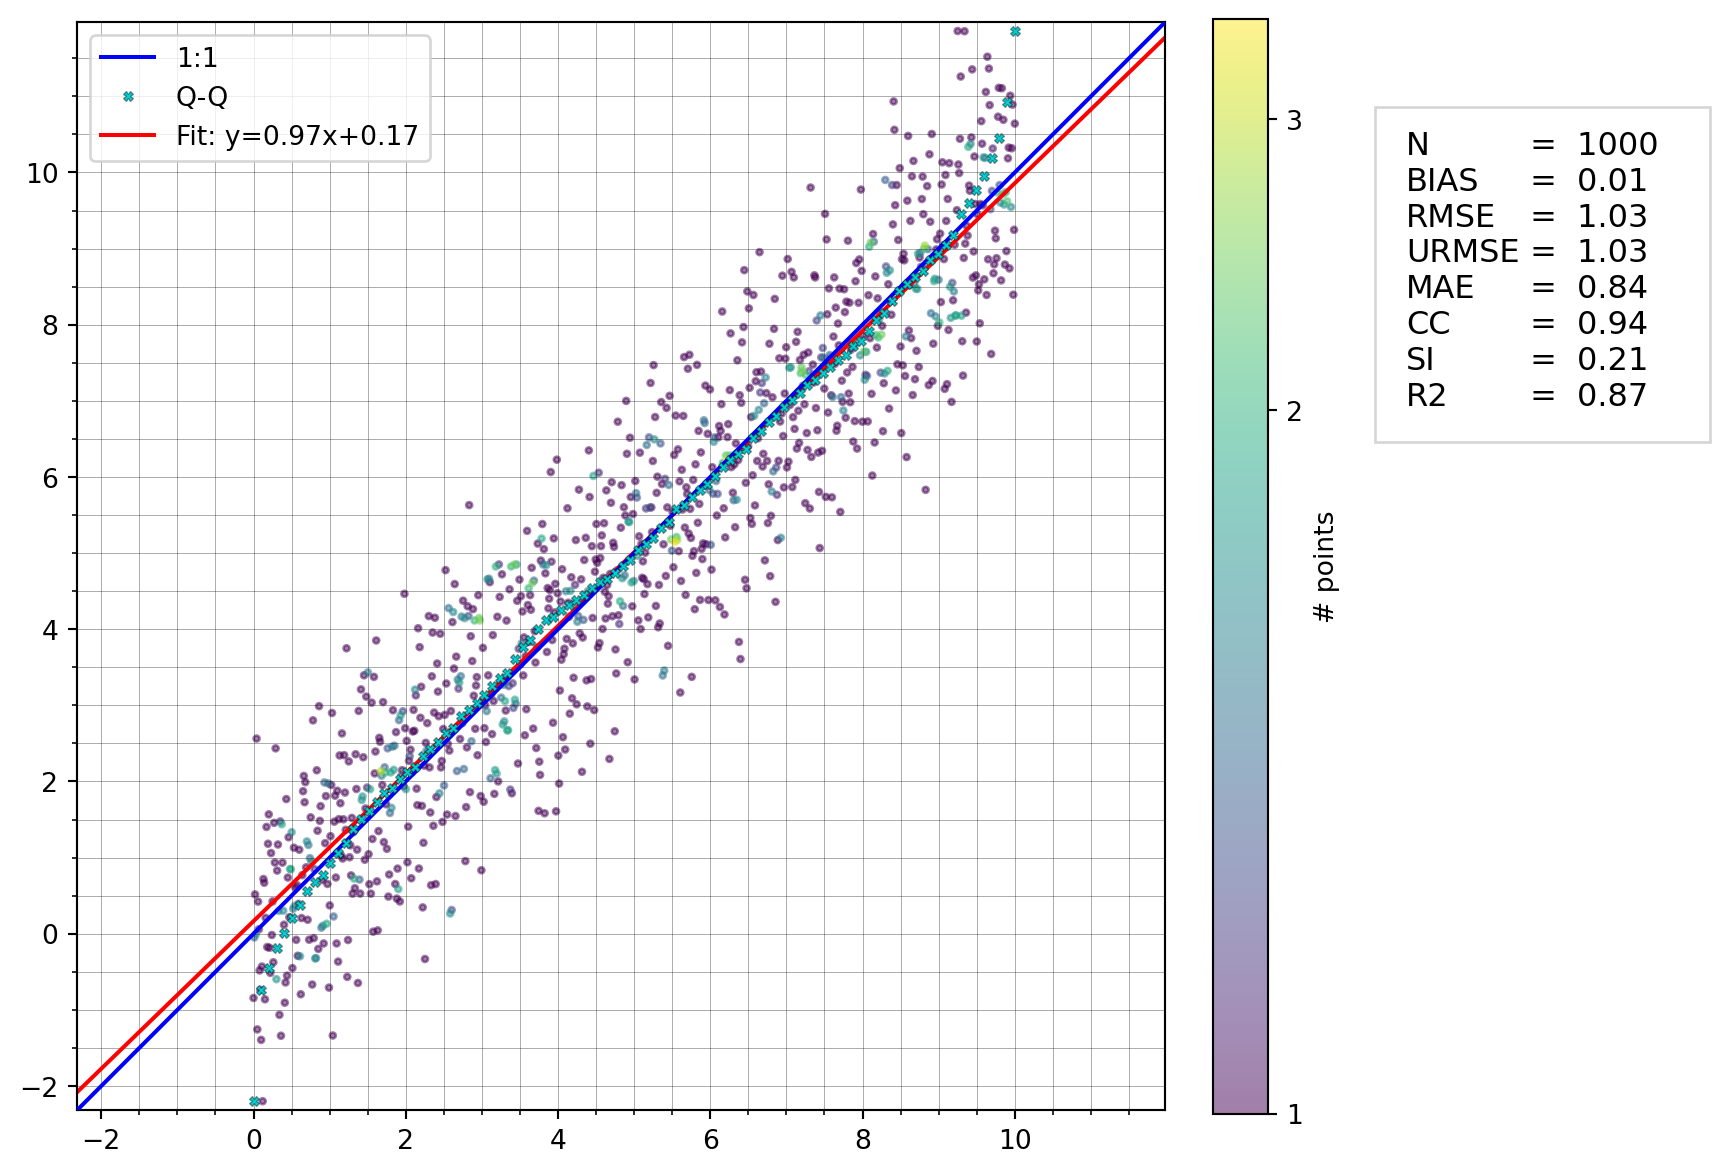 1:1
Q-Q
Fit: y=0.97x+0.17
10
8
6
4
2
0
−2
−2
0
2
4
6
8
10
3
2
1
# points
N = 1000
BIAS = 0.01
RMSE = 1.03
URMSE = 1.03
MAE = 0.84
CC = 0.94
SI = 0.21
R2 = 0.87